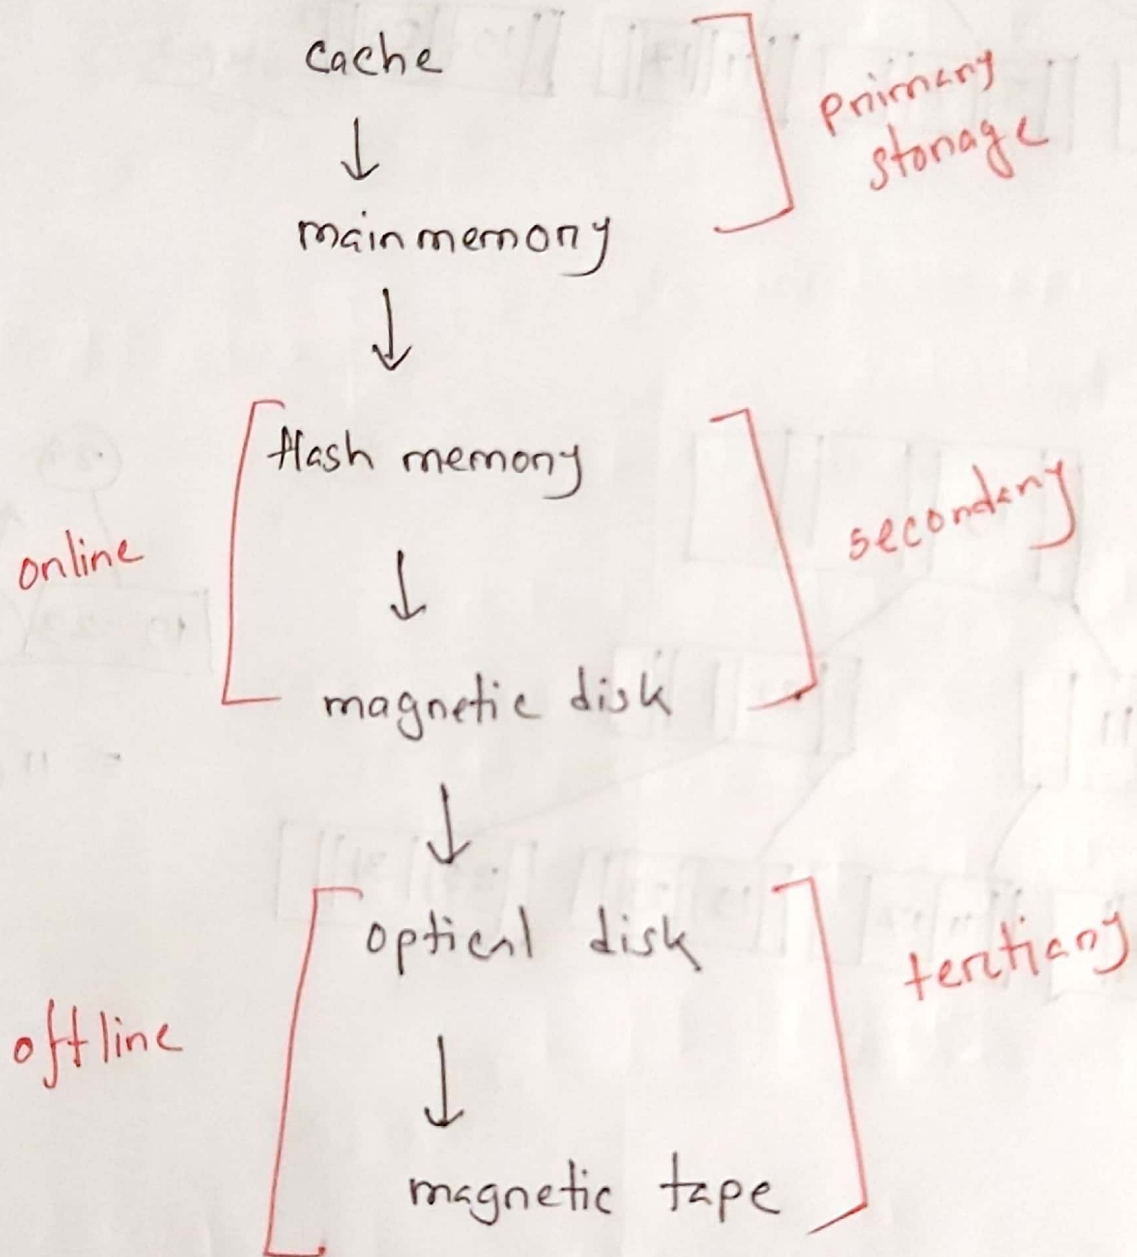 cache
primary
storage
main memory
flash memory
online
secondary
magnetic disk
optical disk
tertiary
offline
magnetic tape